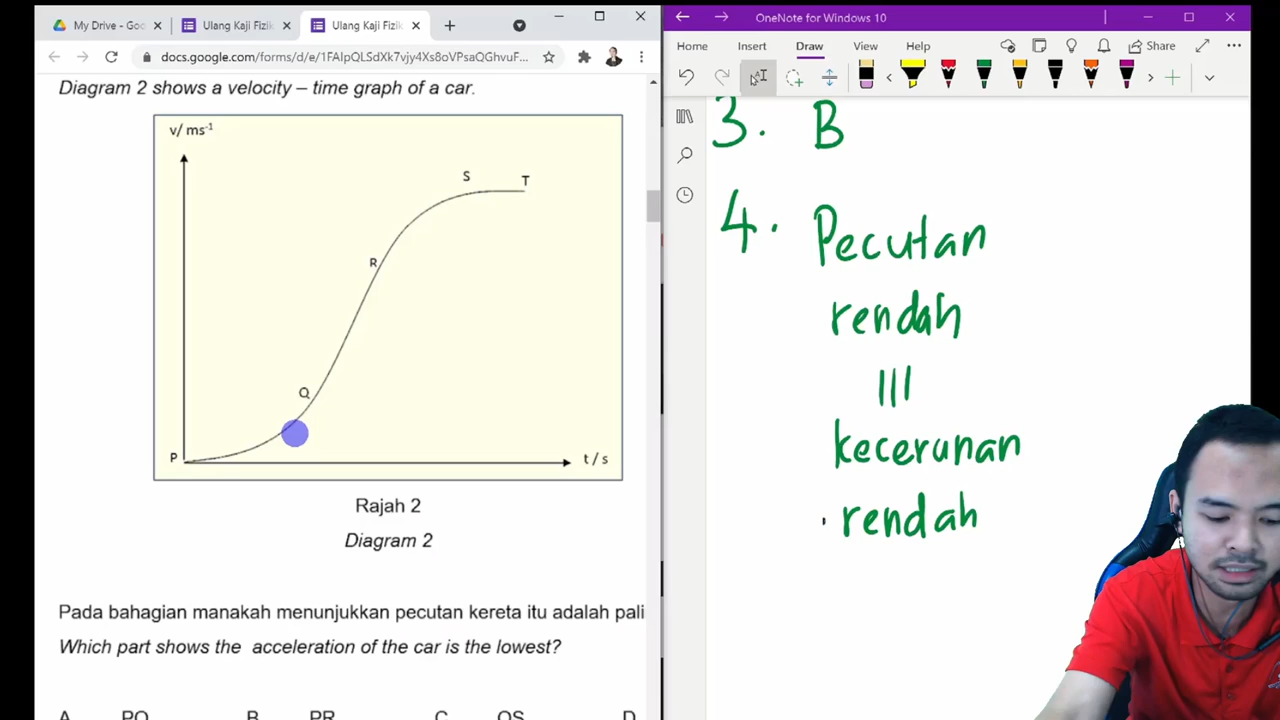 My Drive - Goo
Ulang Kaji Fizik
Ulang Kaji Fizik
docs.google.com/forms/d/e/1FAIpQLSdXk7vjy4Xs8oVPsaQGhvuF...
Diagram 2 shows a velocity – time graph of a car.
v/ ms-1
S
T
R
Q
P
t / s
Rajah 2
Diagram 2
Pada bahagian manakah menunjukkan pecutan kereta itu adalah pali
Which part shows the acceleration of the car is the lowest?
A PQ B PR C QS D
OneNote for Windows 10
Home Insert Draw View Help Share
3. B
4. Pecutan
rendah
kecerunan
rendah